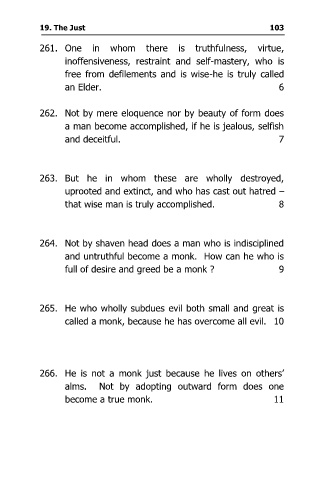 19. The Just 103
261. One in whom there is truthfulness, virtue,
inoffensiveness, restraint and self-mastery, who is
free from defilements and is wise-he is truly called
an Elder. 6
262. Not by mere eloquence nor by beauty of form does
a man become accomplished, if he is jealous, selfish
and deceitful. 7
263. But he in whom these are wholly destroyed,
uprooted and extinct, and who has cast out hatred –
that wise man is truly accomplished. 8
264. Not by shaven head does a man who is indisciplined
and untruthful become a monk. How can he who is
full of desire and greed be a monk ? 9
265. He who wholly subdues evil both small and great is
called a monk, because he has overcome all evil. 10
266. He is not a monk just because he lives on others’
alms. Not by adopting outward form does one
become a true monk. 11